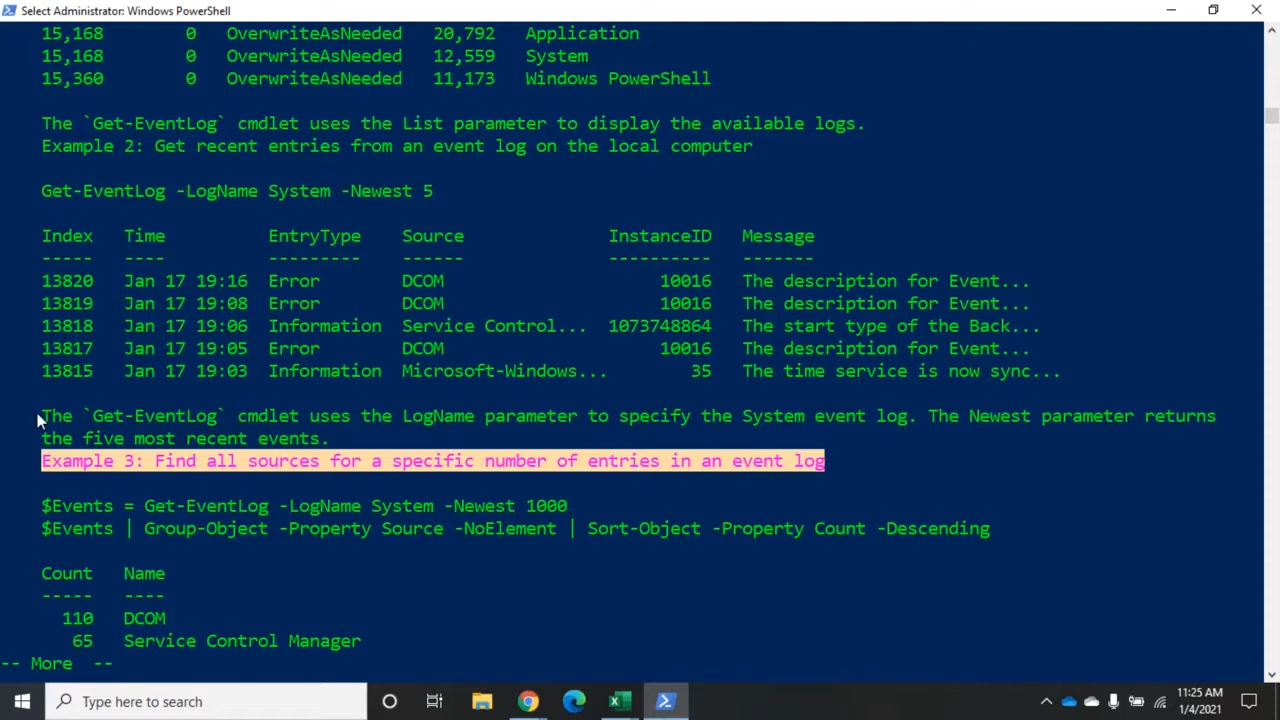 Select Administrator: Windows PowerShell
15,168 0 OverwriteAsNeeded 20,792 Application
15,168 0 OverwriteAsNeeded 12,559 System
15,360 0 OverwriteAsNeeded 11,173 Windows PowerShell
The `Get-EventLog` cmdlet uses the List parameter to display the available logs.
Example 2: Get recent entries from an event log on the local computer
Get-EventLog -LogName System -Newest 5
Index Time EntryType Source InstanceID Message
----- ---- --------- ------ ---------- -------
13820 Jan 17 19:16 Error DCOM 10016 The description for Event...
13819 Jan 17 19:08 Error DCOM 10016 The description for Event...
13818 Jan 17 19:06 Information Service Control... 1073748864 The start type of the Back...
13817 Jan 17 19:05 Error DCOM 10016 The description for Event...
13815 Jan 17 19:03 Information Microsoft-Windows... 35 The time service is now sync...
The `Get-EventLog` cmdlet uses the LogName parameter to specify the System event log. The Newest parameter returns
the five most recent events.
Example 3: Find all sources for a specific number of entries in an event log
$Events = Get-EventLog -LogName System -Newest 1000
$Events | Group-Object -Property Source -NoElement | Sort-Object -Property Count -Descending
Count Name
----- ----
110 DCOM
65 Service Control Manager
-- More --
Type here to search
11:25 AM
1/4/2021